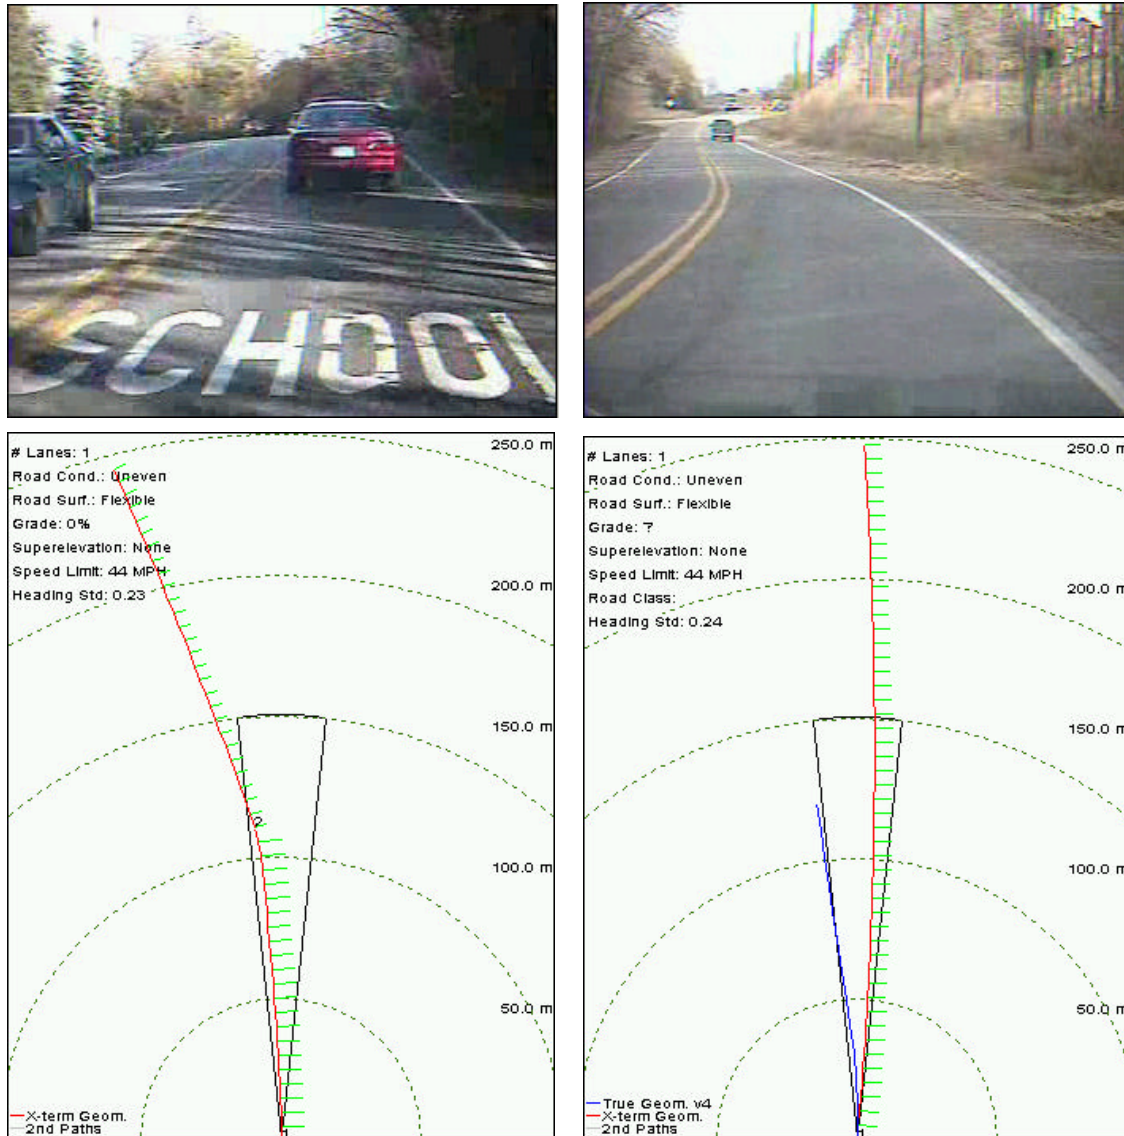 SCHOOL
# Lanes: 1
Road Cond.: Uneven
Road Surf.: Flexible
Grade: 0%
Superelevation: None
Speed Limit: 44 MPH
Heading Std: 0.23
250.0 m
200.0 m
150.0 m
100.0 m
50.0 m
2
X-term Geom.
2nd Paths
# Lanes: 1
Road Cond.: Uneven
Road Surf.: Flexible
Grade: ?
Superelevation: None
Speed Limit: 44 MPH
Road Class:
Heading Std: 0.24
250.0 m
200.0 m
150.0 m
100.0 m
50.0 m
True Geom. v4
X-term Geom.
2nd Paths